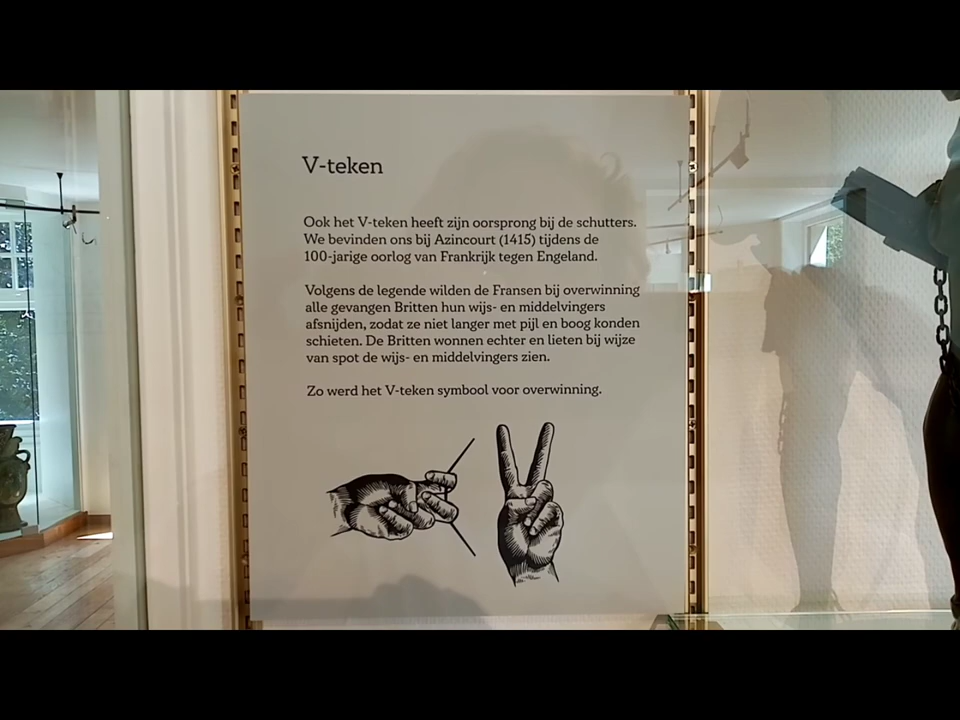 V-teken
Ook het V-teken heeft zijn oorsprong bij de schutters.
We bevinden ons bij Azincourt (1415) tijdens de
100-jarige oorlog van Frankrijk tegen Engeland.
Volgens de legende wilden de Fransen bij overwinning
alle gevangen Britten hun wijs- en middelvingers
afsnijden, zodat ze niet langer met pijl en boog konden
schieten. De Britten wonnen echter en lieten bij wijze
van spot de wijs- en middelvingers zien.
Zo werd het V-teken symbool voor overwinning.